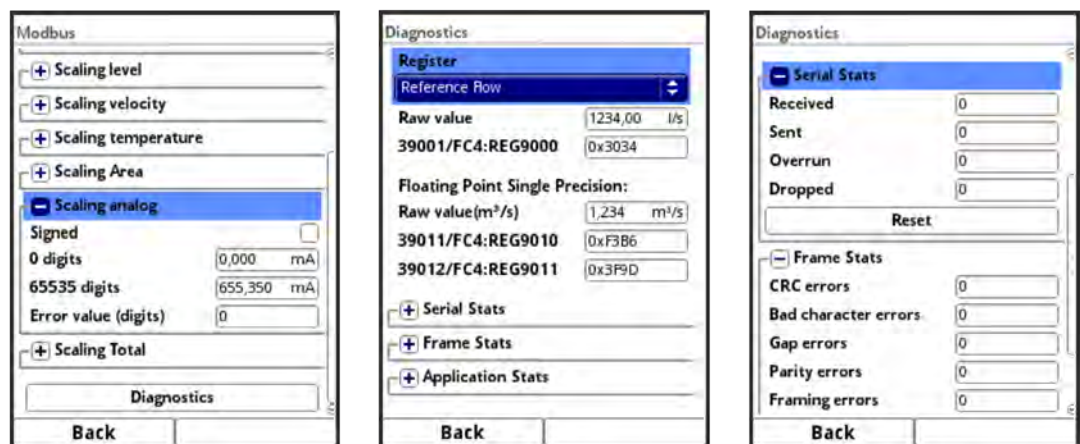 Modbus
Scaling level
Scaling velocity
Scaling temperature
Scaling Area
Scaling analog
Signed
0 digits 0,000 mA
65535 digits 655,350 mA
Error value (digits) 0
Scaling Total
Diagnostics
Back
Diagnostics
Register
Reference Flow
Raw value 1234,00 l/s
39001/FC4:REG9000 0x3034
Floating Point Single Precision:
Raw value(m³/s) 1,234 m³/s
39011/FC4:REG9010 0xF3B6
39012/FC4:REG9011 0x3F9D
Serial Stats
Frame Stats
Application Stats
Back
Diagnostics
Serial Stats
Received 0
Sent 0
Overrun 0
Dropped 0
Reset
Frame Stats
CRC errors 0
Bad character errors 0
Gap errors 0
Parity errors 0
Framing errors 0
Back